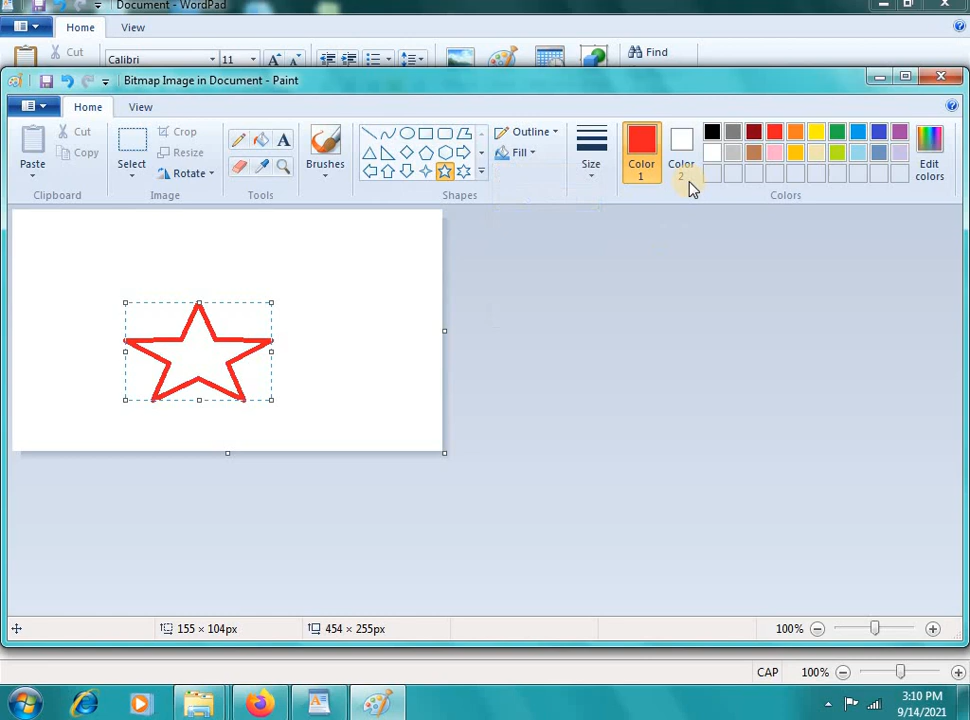 Document - WordPad
Home View
Cut Calibri 11 A A Find
Bitmap Image in Document - Paint
Home View
Paste Cut Copy
Select Crop Resize Rotate
A
Brushes
Outline Fill
Size
Color 1
Color 2
Edit colors
Clipboard Image Tools Shapes Colors
155 × 104px 454 × 255px 100%
CAP 100%
3:10 PM
9/14/2021